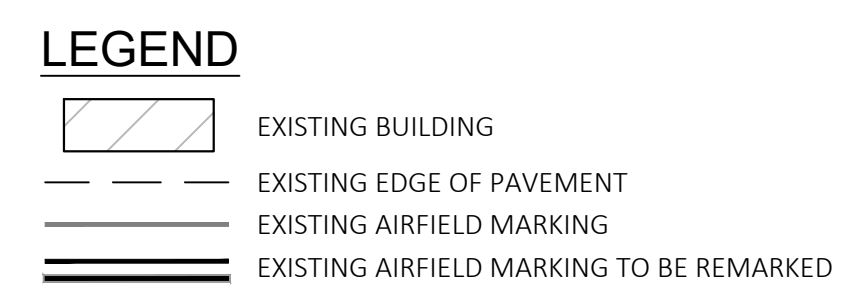 LEGEND
EXISTING BUILDING
EXISTING EDGE OF PAVEMENT
EXISTING AIRFIELD MARKING
EXISTING AIRFIELD MARKING TO BE REMARKED